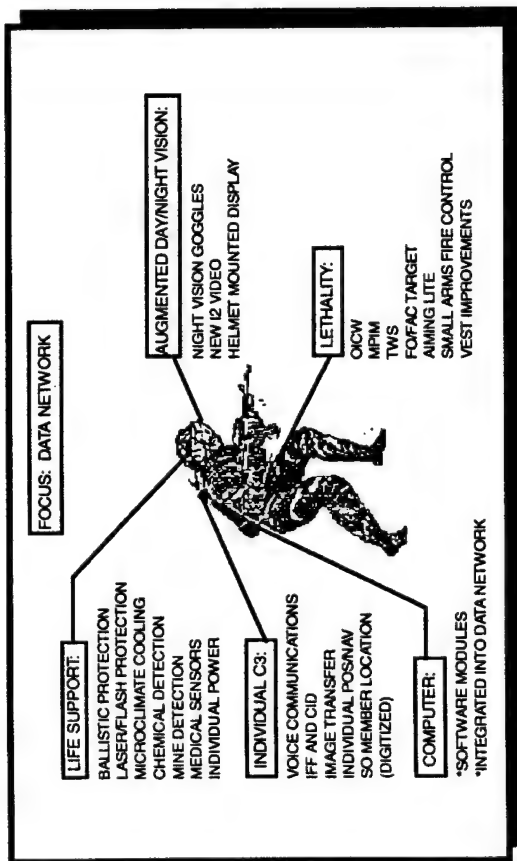 FOCUS: DATA NETWORK
LIFE SUPPORT:
BALLISTIC PROTECTION
LASER/FLASH PROTECTION
MICROCLIMATE COOLING
CHEMICAL DETECTION
MINE DETECTION
MEDICAL SENSORS
INDIVIDUAL POWER
INDIVIDUAL C3:
VOICE COMMUNICATIONS
IFF AND CID
IMAGE TRANSFER
INDIVIDUAL POS/NAV
SO MEMBER LOCATION
(DIGITIZED)
COMPUTER:
*SOFTWARE MODULES
*INTEGRATED INTO DATA NETWORK
AUGMENTED DAY/NIGHT VISION:
NIGHT VISION GOGGLES
NEW I2 VIDEO
HELMET MOUNTED DISPLAY
LETHALITY:
OICW
MPIM
TWS
FO/FAC TARGET
AIMING LITE
SMALL ARMS FIRE CONTROL
VEST IMPROVEMENTS